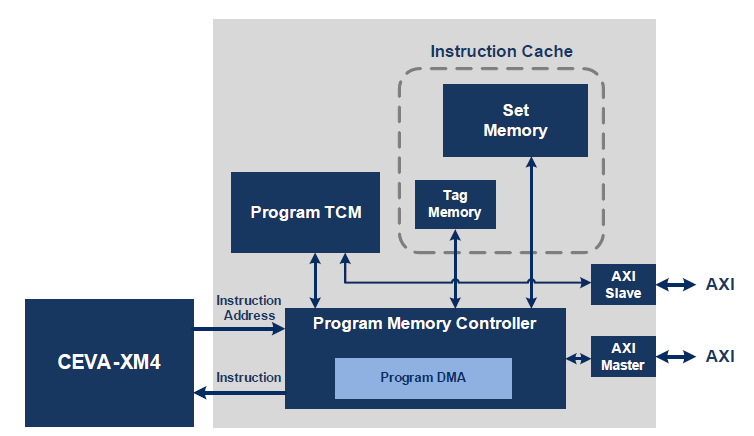 Instruction Cache
Set
Memory
Tag
Memory
Program TCM
AXI
Slave
AXI
Instruction
Address
Program Memory Controller
CEVA-XM4
AXI
Master
AXI
Instruction
Program DMA